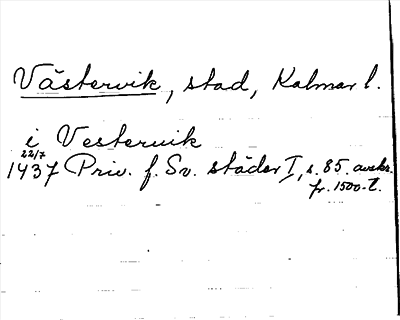 Västervik, stad, Kalmar l.
i Vestervik
22/7
1437 Priv. f. Sv. städer I, s. 85. avskr.
fr. 1500-t.